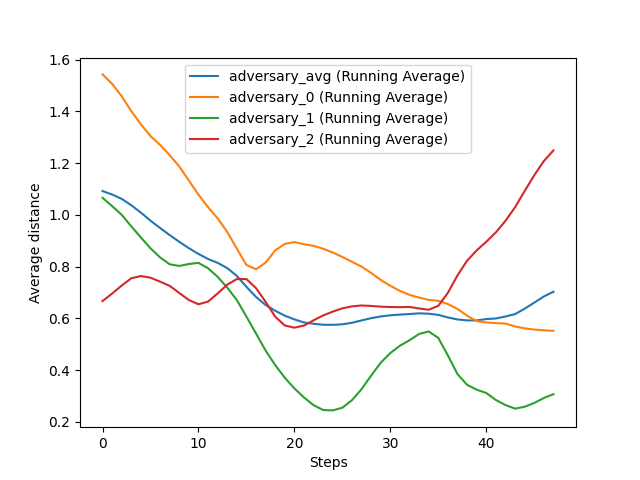 1.6
1.4
1.2
1.0
0.8
0.6
0.4
0.2
Average distance
adversary_avg (Running Average)
adversary_0 (Running Average)
adversary_1 (Running Average)
adversary_2 (Running Average)
0 10 20 30 40
Steps